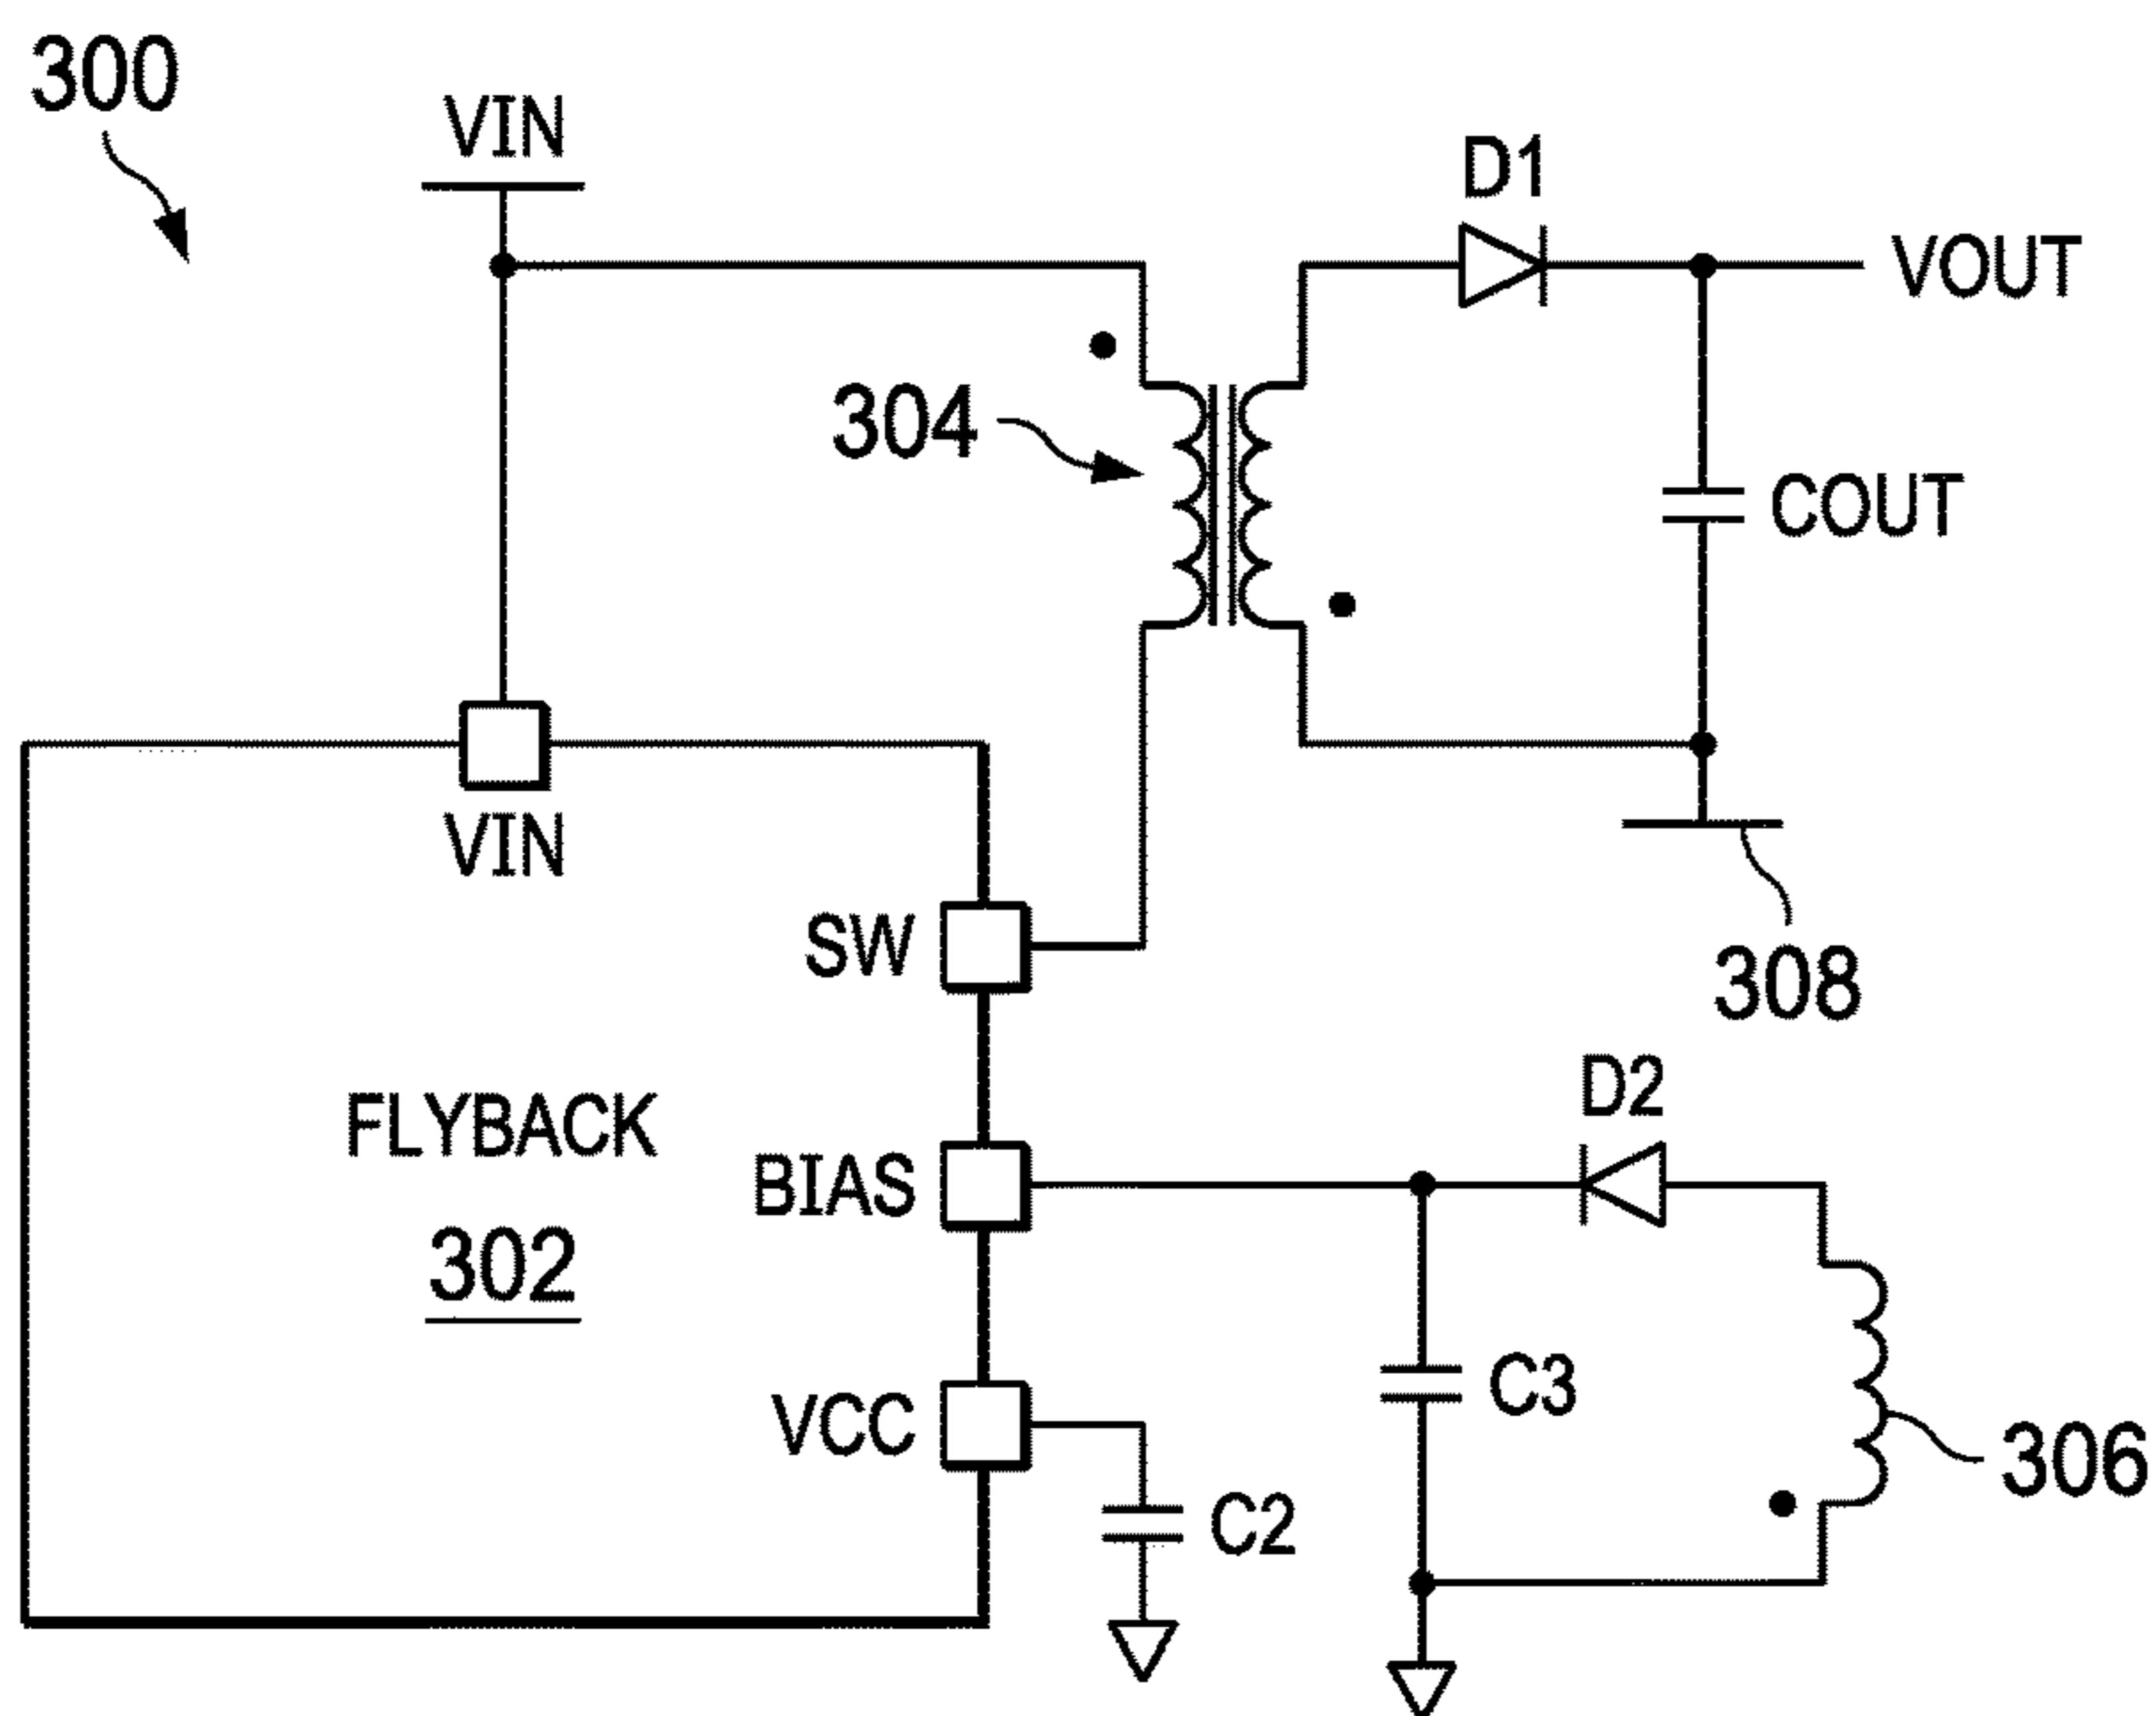 300
VIN
D1
VOUT
304
COUT
VIN
SW
308
D2
FLYBACK
BIAS
302
C3
VCC
306
C2